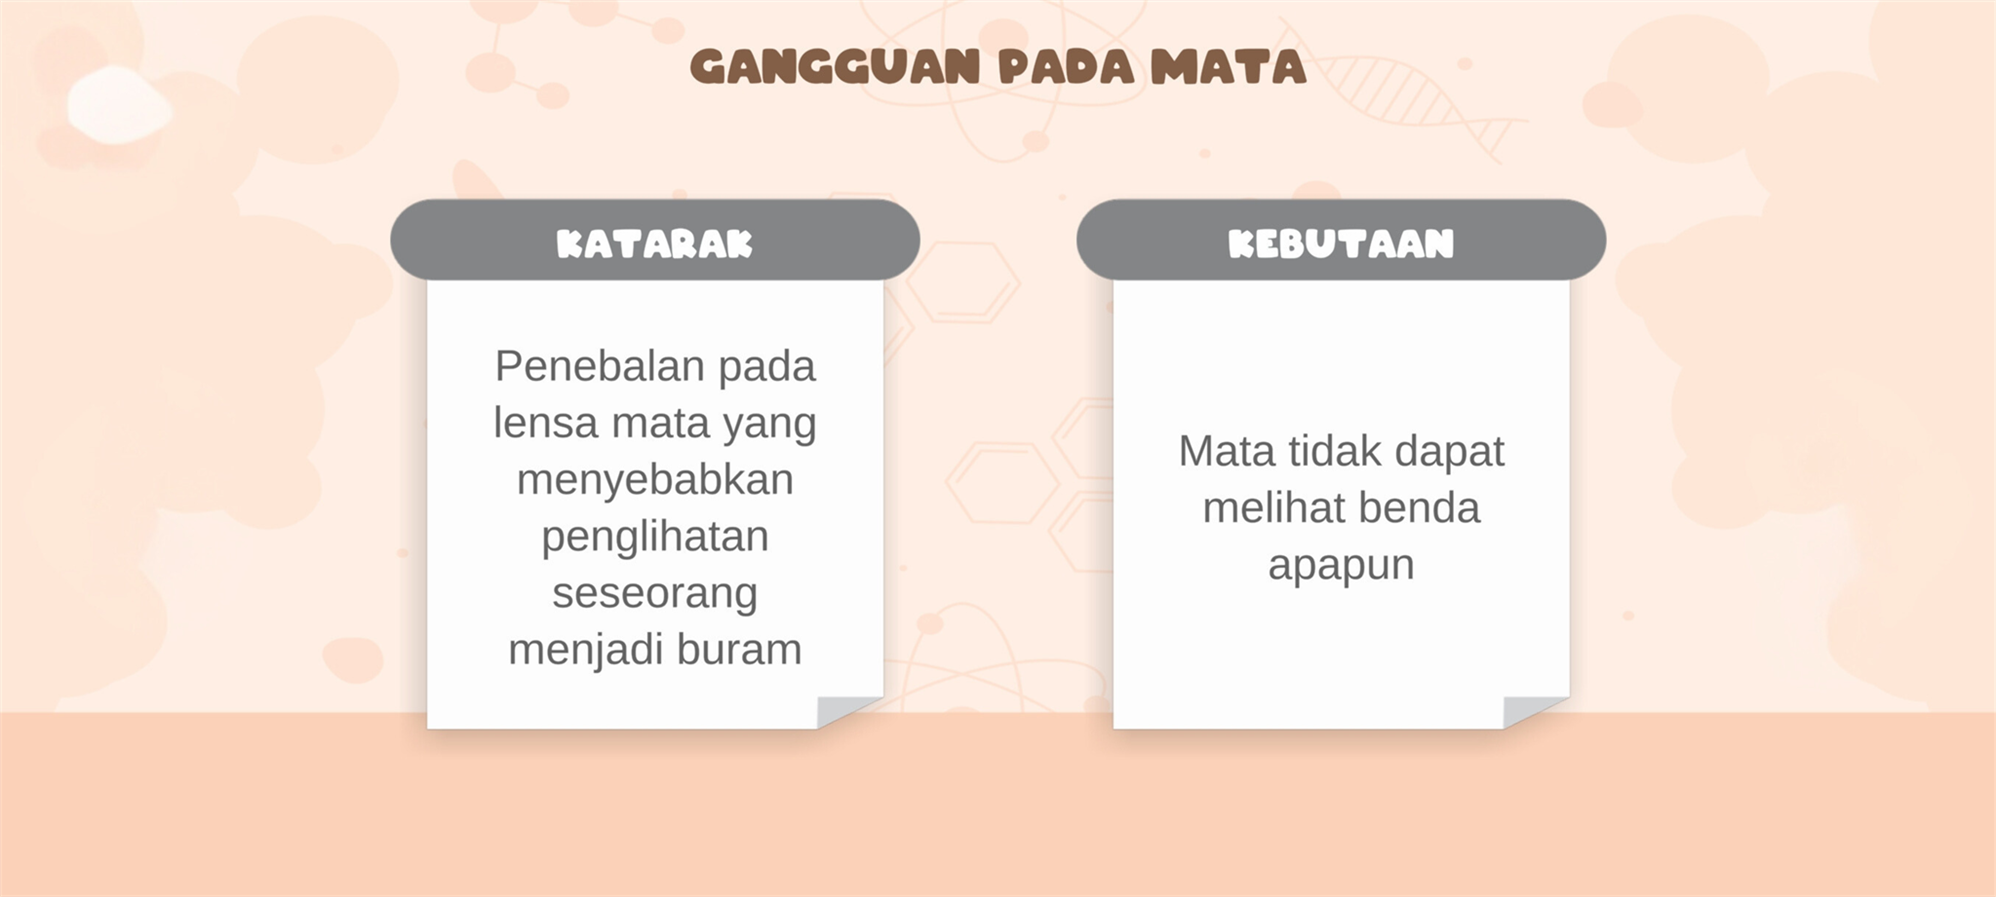 GANGGUAN PADA MATA
KATARAK
Penebalan pada
lensa mata yang
menyebabkan
penglihatan
seseorang
menjadi buram
KEBUTAAN
Mata tidak dapat
melihat benda
apapun